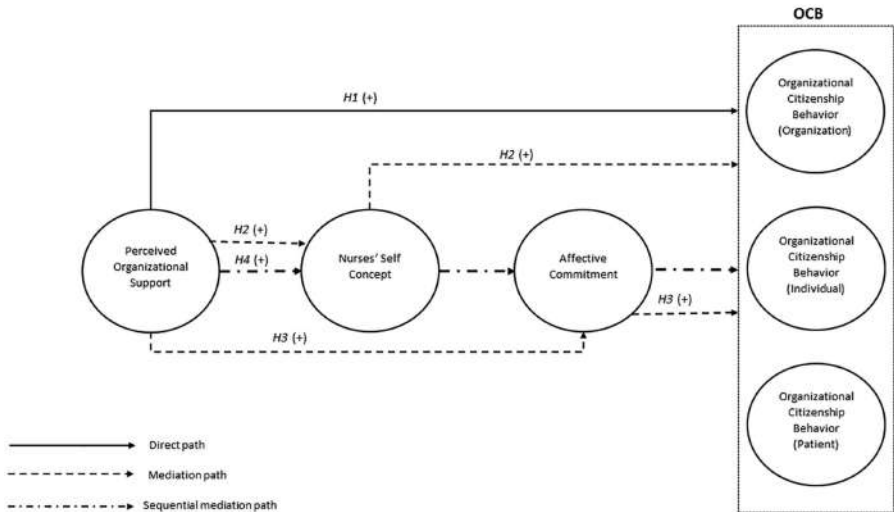 OCB
Organizational
Citizenship
Behavior
(Organization)
H1 (+)
H2 (+)
Perceived
Organizational
Support
H2 (+)
H4 (+)
Nurses' Self
Concept
Affective
Commitment
Organizational
Citizenship
Behavior
(Individual)
H3 (+)
H3 (+)
Organizational
Citizenship
Behavior
(Patient)
Direct path
Mediation path
Sequential mediation path